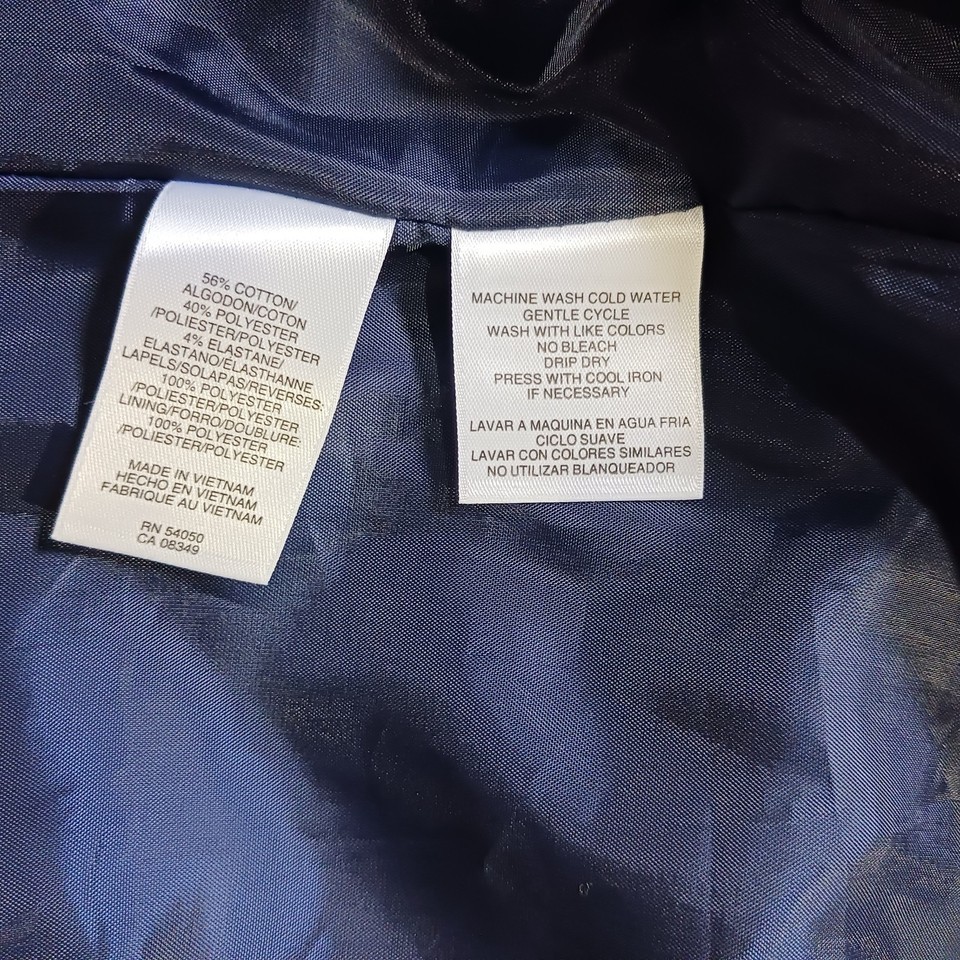 56% COTTON/
ALGODON/COTON
40% POLYESTER
/POLIESTER/POLYESTER
4% ELASTANE/
ELASTANO/ÉLASTHANNE
LAPELS/SOLAPAS/REVERSES:
100% POLYESTER
/POLIESTER/POLYESTER
LINING/FORRO/DOUBLURE:
100% POLYESTER
/POLIESTER/POLYESTER
MADE IN VIETNAM
HECHO EN VIETNAM
FABRIQUE AU VIETNAM
RN 54050
CA 08349
MACHINE WASH COLD WATER
GENTLE CYCLE
WASH WITH LIKE COLORS
NO BLEACH
DRIP DRY
PRESS WITH COOL IRON
IF NECESSARY
LAVAR A MAQUINA EN AGUA FRIA
CICLO SUAVE
LAVAR CON COLORES SIMILARES
NO UTILIZAR BLANQUEADOR